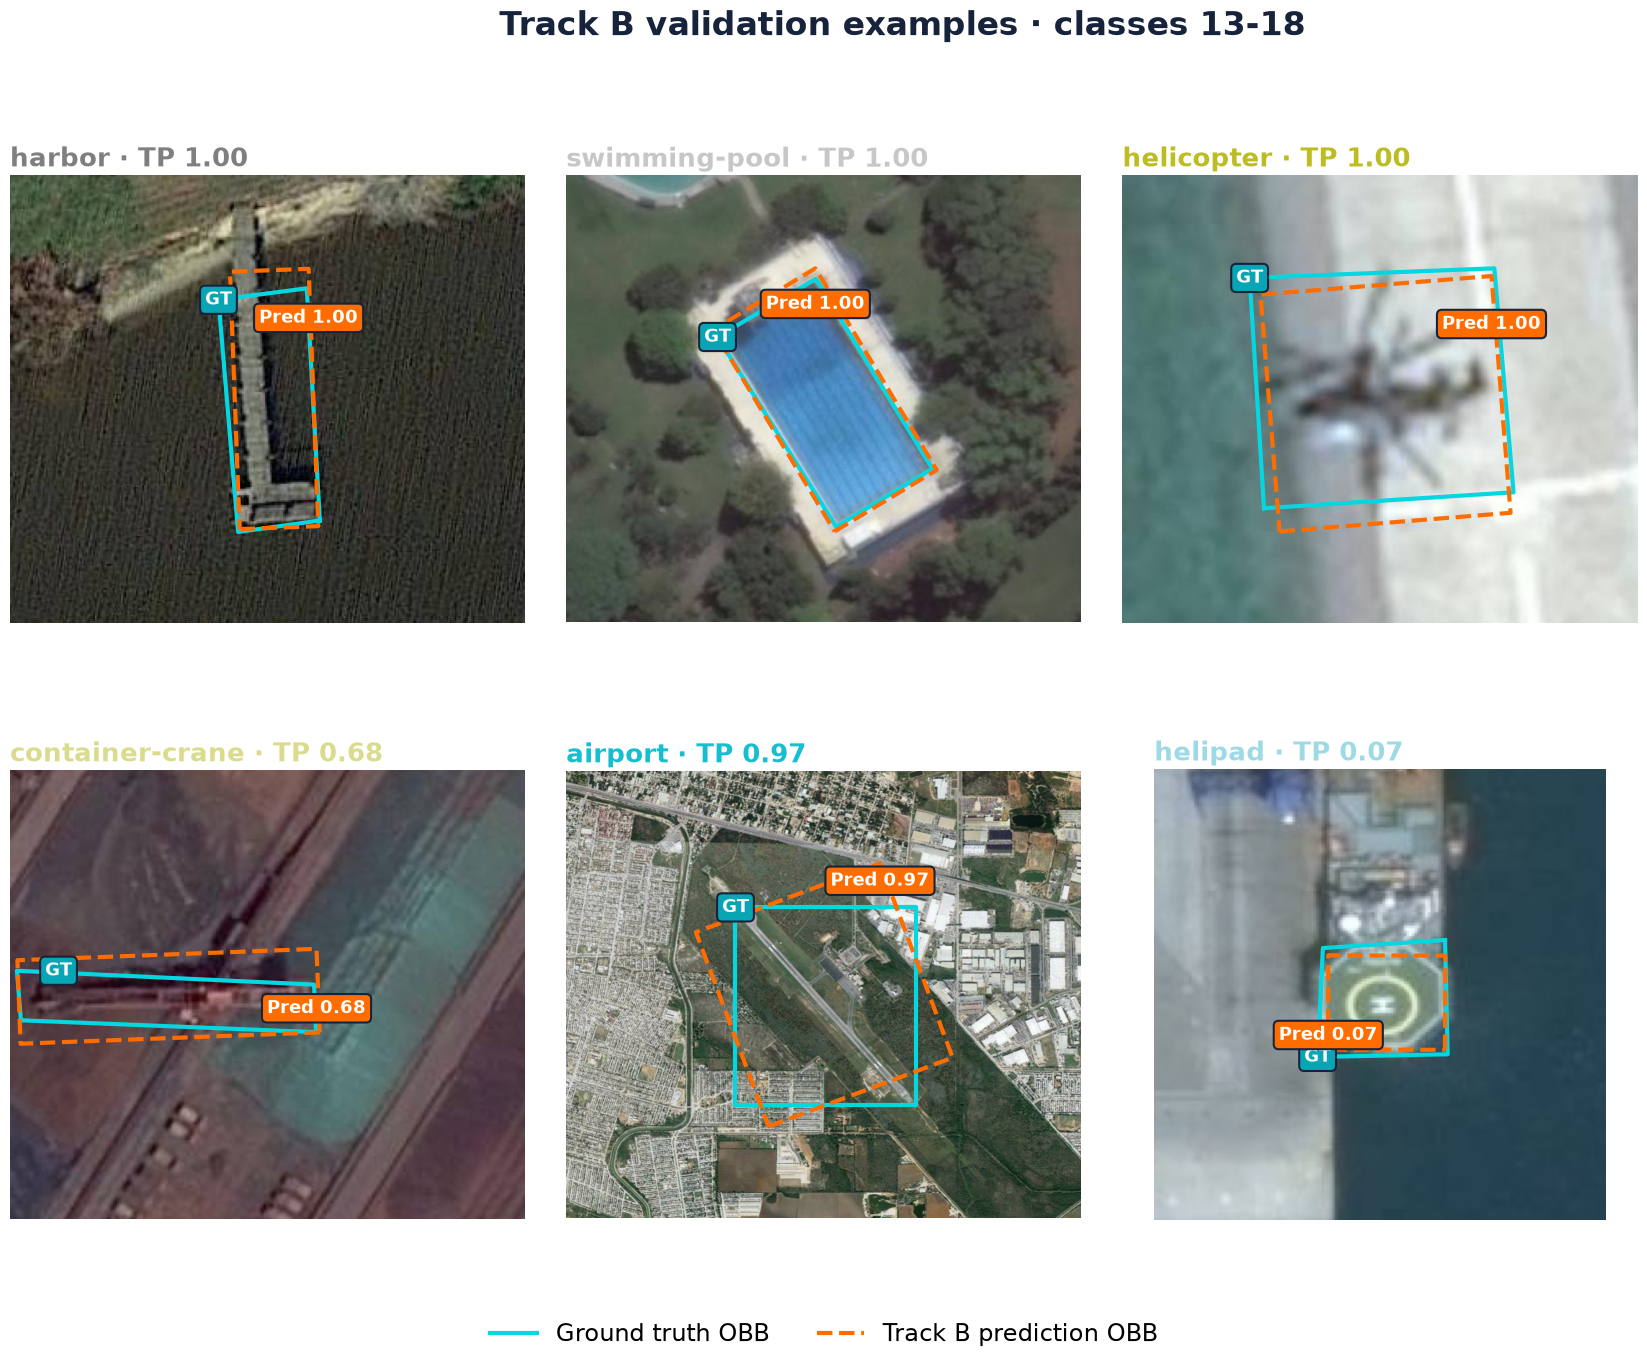 Track B validation examples · classes 13-18
harbor · TP 1.00
swimming-pool · TP 1.00
helicopter · TP 1.00
GT
Pred 1.00
GT
Pred 1.00
GT
Pred 1.00
container-crane · TP 0.68
airport · TP 0.97
helipad · TP 0.07
GT
Pred 0.68
GT
Pred 0.97
H
Pred 0.07
GT
Ground truth OBB
Track B prediction OBB